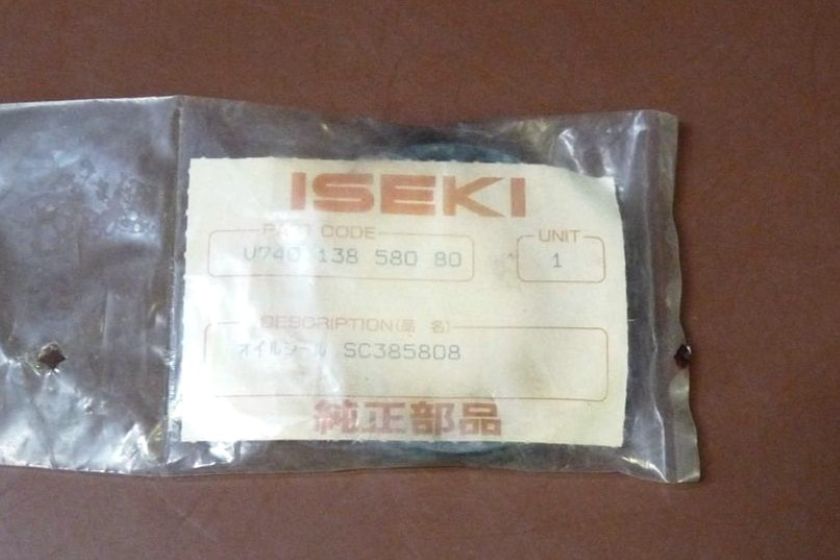 ISEKI
PART CODE
UNIT
V740 138 580 80
1
DESCRIPTION(品 名)
オイルシール SC385808
純正部品